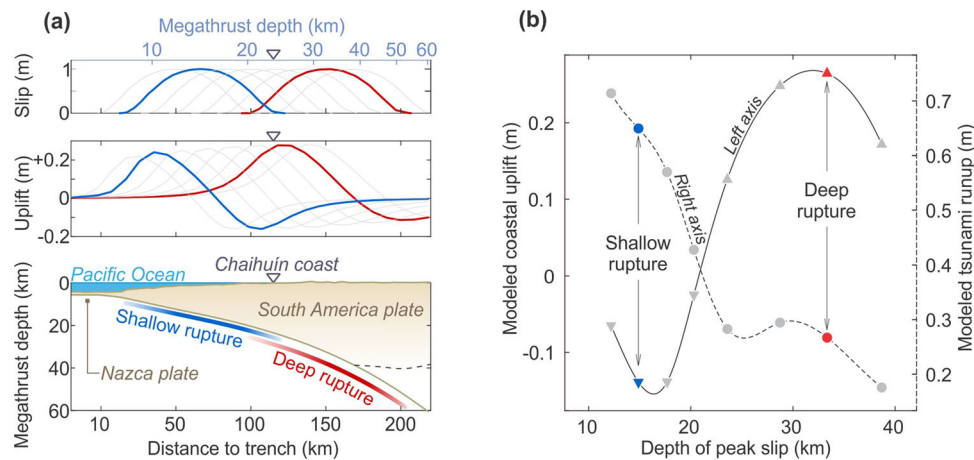 (a)
Megathrust depth (km)
10 20 30 40 50 60
Slip (m)
1
0
Uplift (m)
+0.2
0
-0.2
Chaihuín coast
Pacific Ocean
South America plate
Shallow rupture
Deep rupture
Nazca plate
Megathrust depth (km)
0
20
40
60
10 50 100 150 200
Distance to trench (km)
(b)
Modeled coastal uplift (m)
0.2
0.1
0
-0.1
Left axis
Right axis
Shallow
rupture
Deep
rupture
10 20 30 40
Depth of peak slip (km)
0.7
0.6
0.5
0.4
0.3
0.2
Modeled tsunami runup (m)